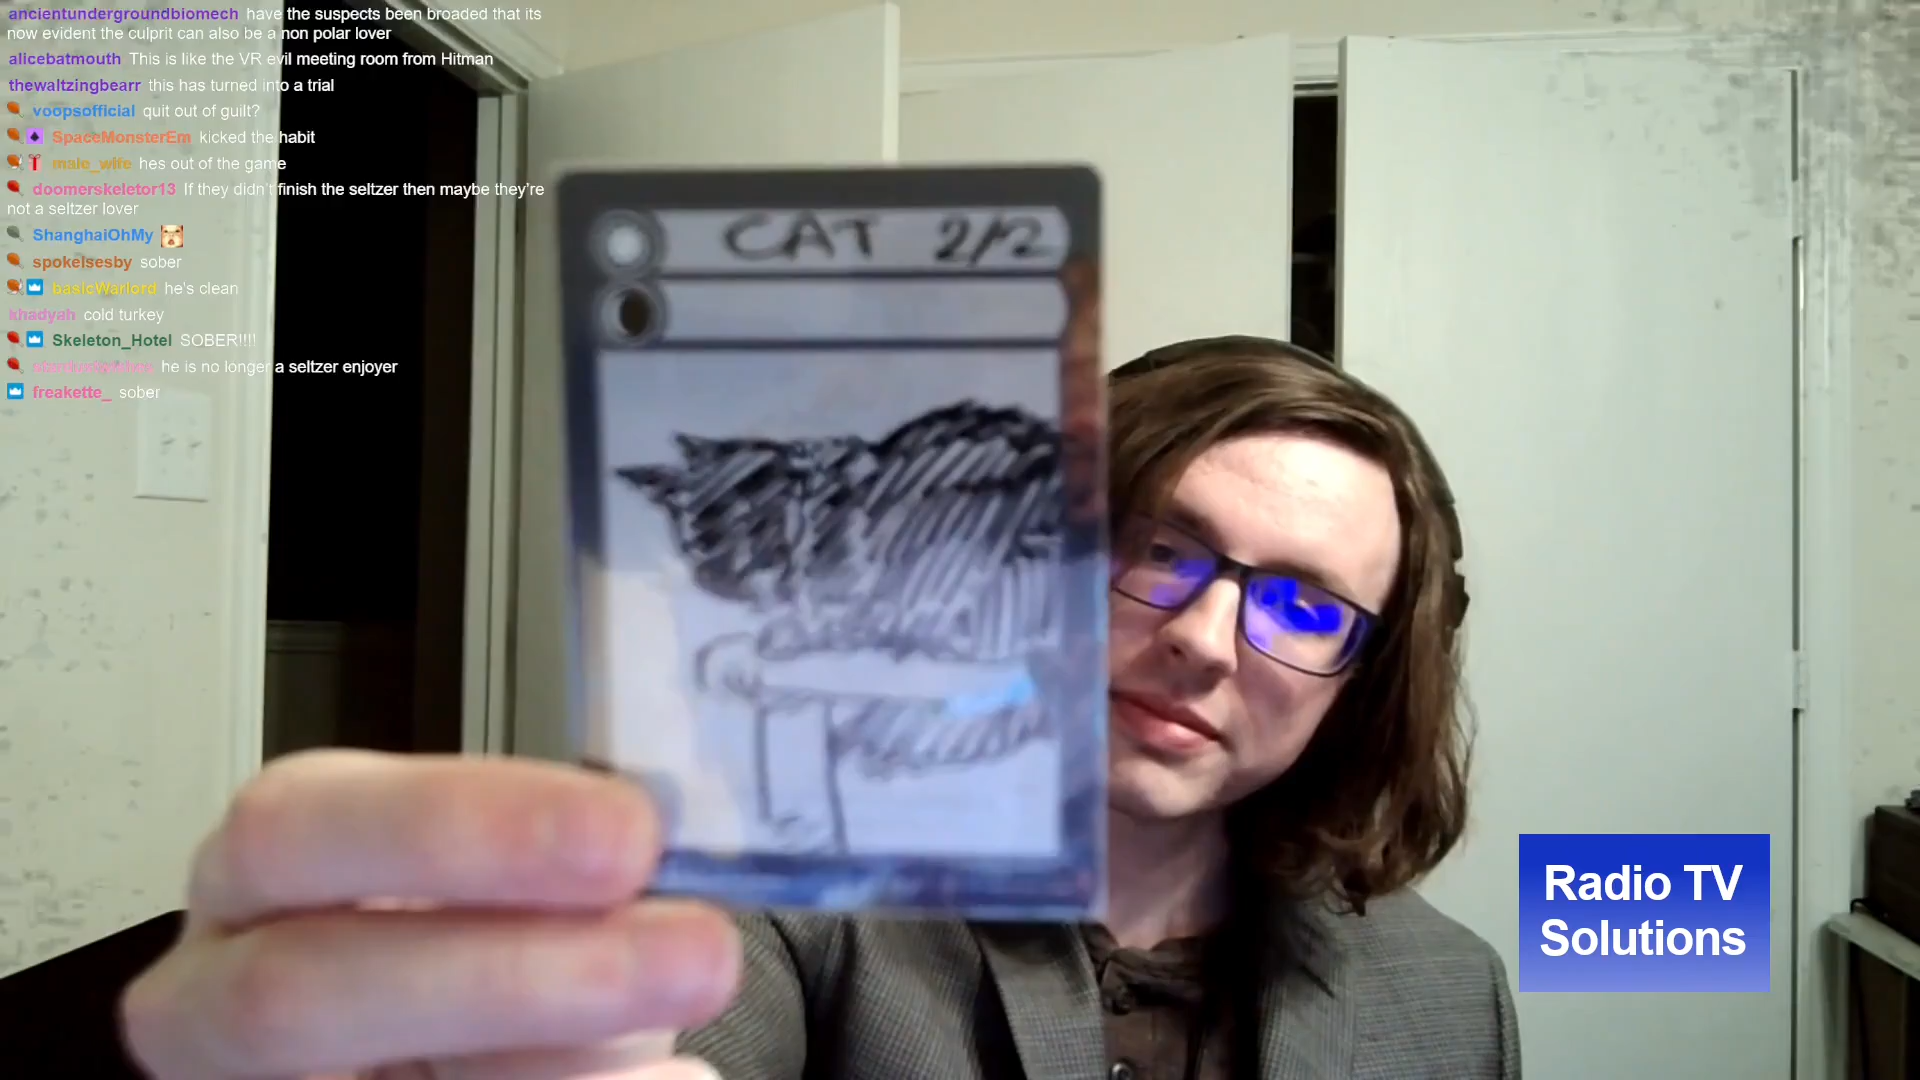 ancientundergroundbiomech have the suspects been broaded that its
now evident the culprit can also be a non polar lover
alicebatmouth This is like the VR evil meeting room from Hitman
thewaltzingbearr this has turned into a trial
voopsofficial quit out of guilt?
SpaceMonsterEm kicked the habit
male_wife hes out of the game
doomerskeletor13 If they didn't finish the seltzer then maybe they're
not a seltzer lover
ShanghaiOhMy
spokelsesby sober
basicWarlord he's clean
khadyah cold turkey
Skeleton_Hotel SOBER!!!!
he is no longer a seltzer enjoyer
freakette_ sober
CAT 2/2
Radio TV
Solutions